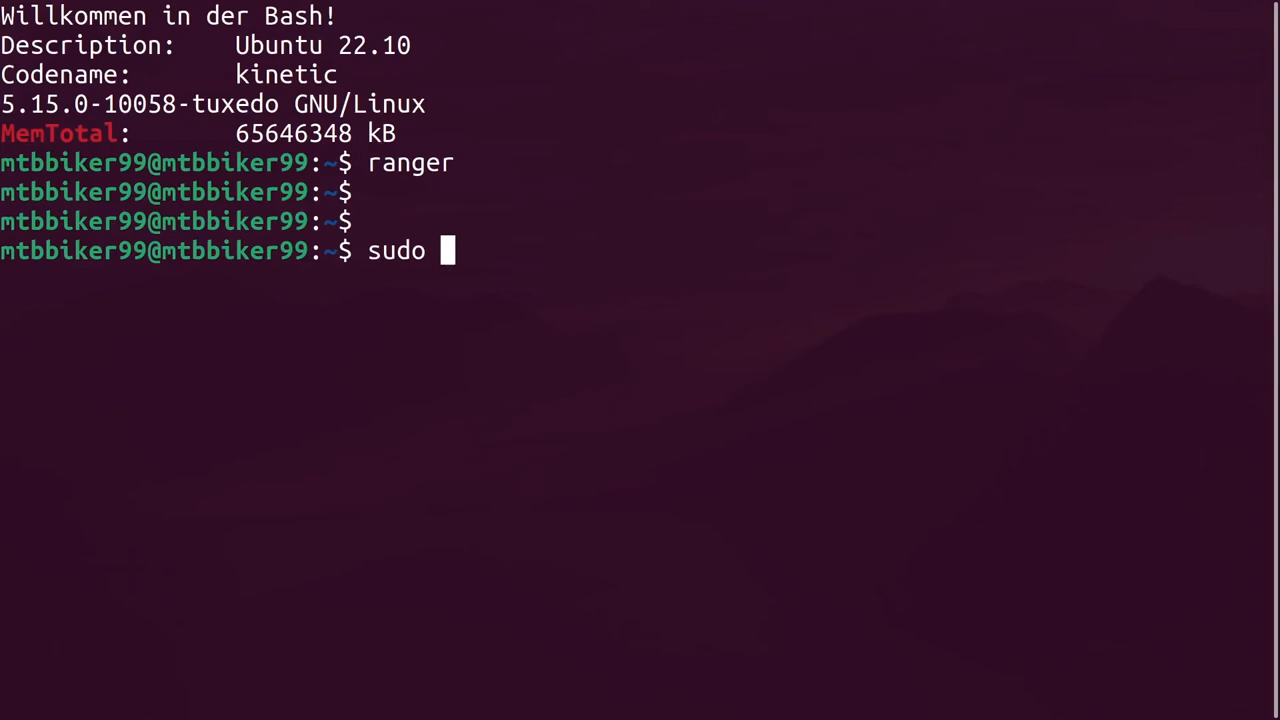 Willkommen in der Bash!
Description:    Ubuntu 22.10
Codename:       kinetic
5.15.0-10058-tuxedo GNU/Linux
MemTotal:       65646348 kB
mtbbiker99@mtbbiker99:~$ ranger
mtbbiker99@mtbbiker99:~$
mtbbiker99@mtbbiker99:~$
mtbbiker99@mtbbiker99:~$ sudo